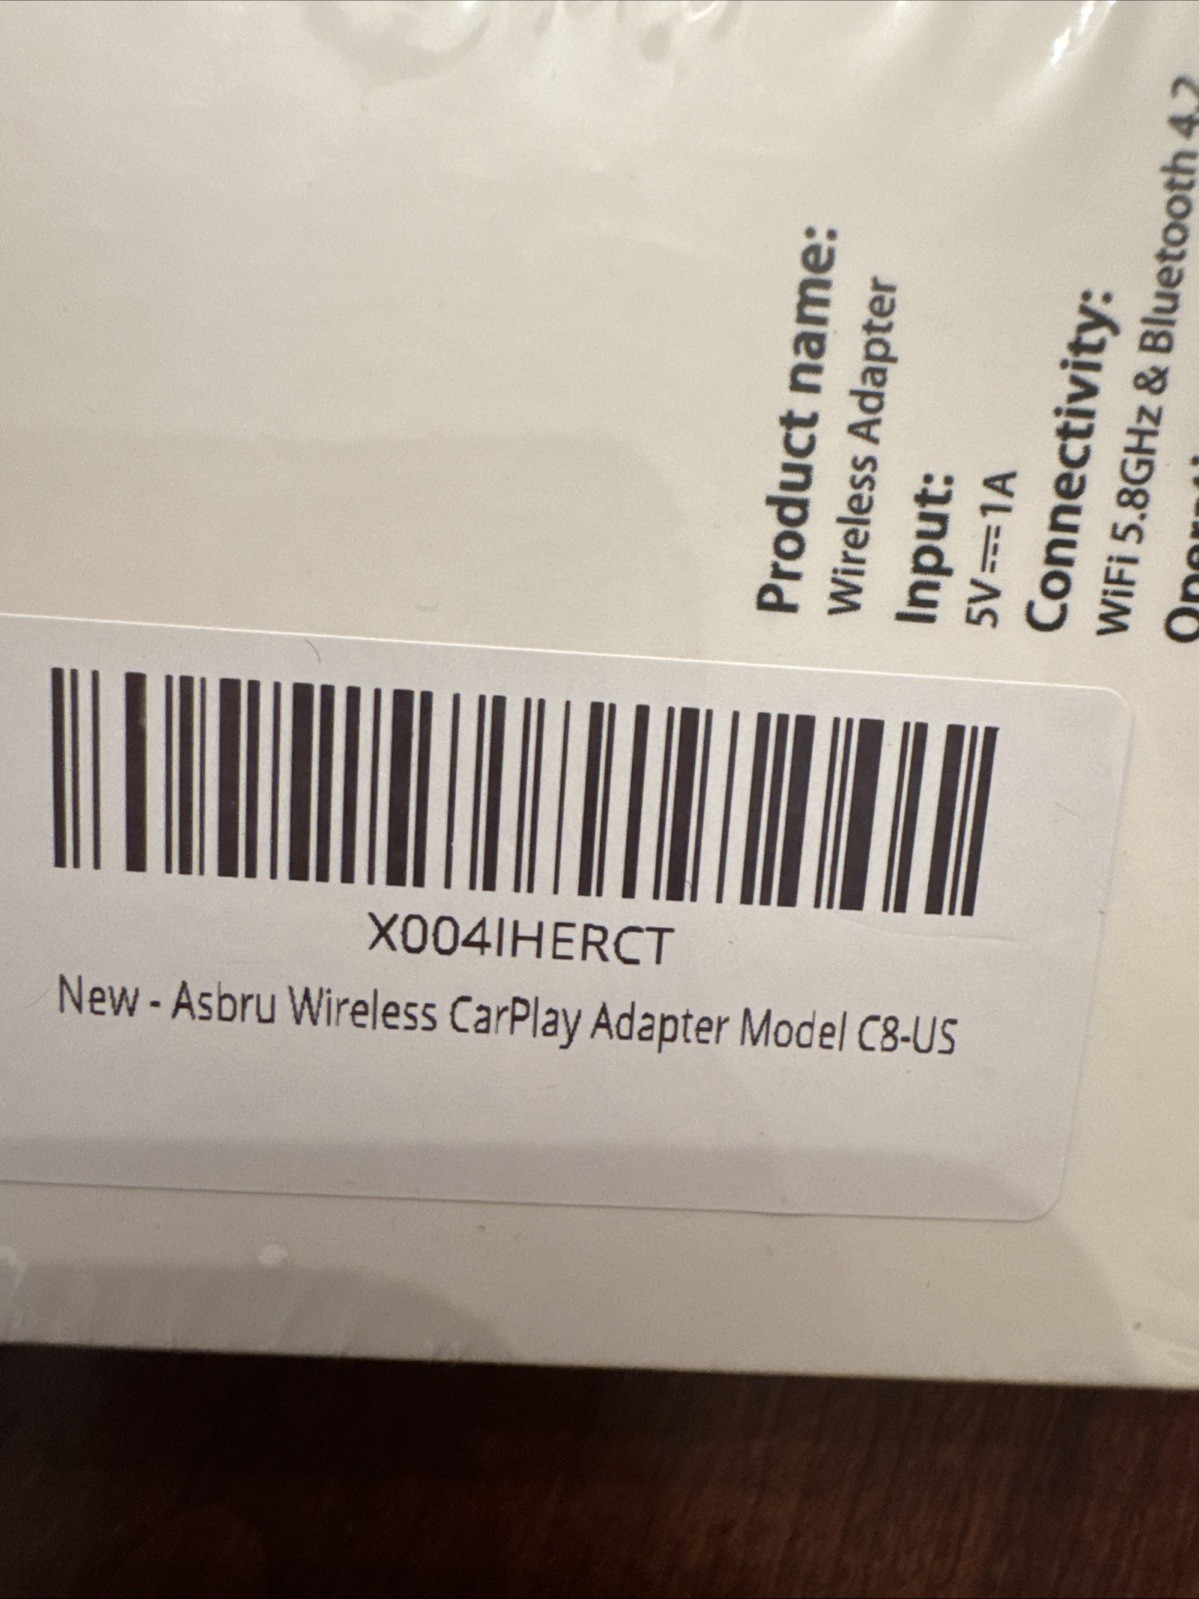 Product name:
Wireless Adapter
Input:
5V⎓1A
Connectivity:
WiFi 5.8GHz & Bluetooth 4.2
X004IHERCT
New - Asbru Wireless CarPlay Adapter Model C8-US